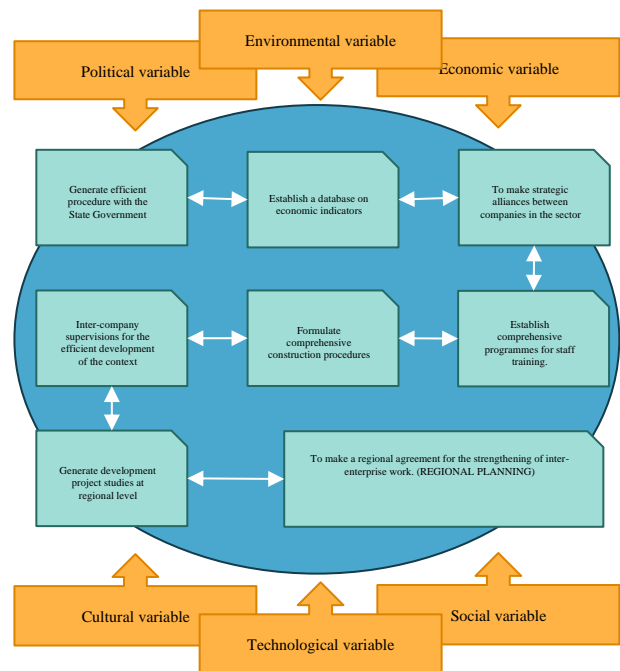 Environmental variable
Political variable
Economic variable
Generate efficient
procedure with the
State Government
Establish a database on
economic indicators
To make strategic
alliances between
companies in the sector
Inter-company
supervisions for the
efficient development
of the context
Formulate
comprehensive
construction procedures
Establish
comprehensive
programmes for staff
training.
Generate development
project studies at
regional level
To make a regional agreement for the strengthening of inter-
enterprise work. (REGIONAL PLANNING)
Cultural variable
Technological variable
Social variable